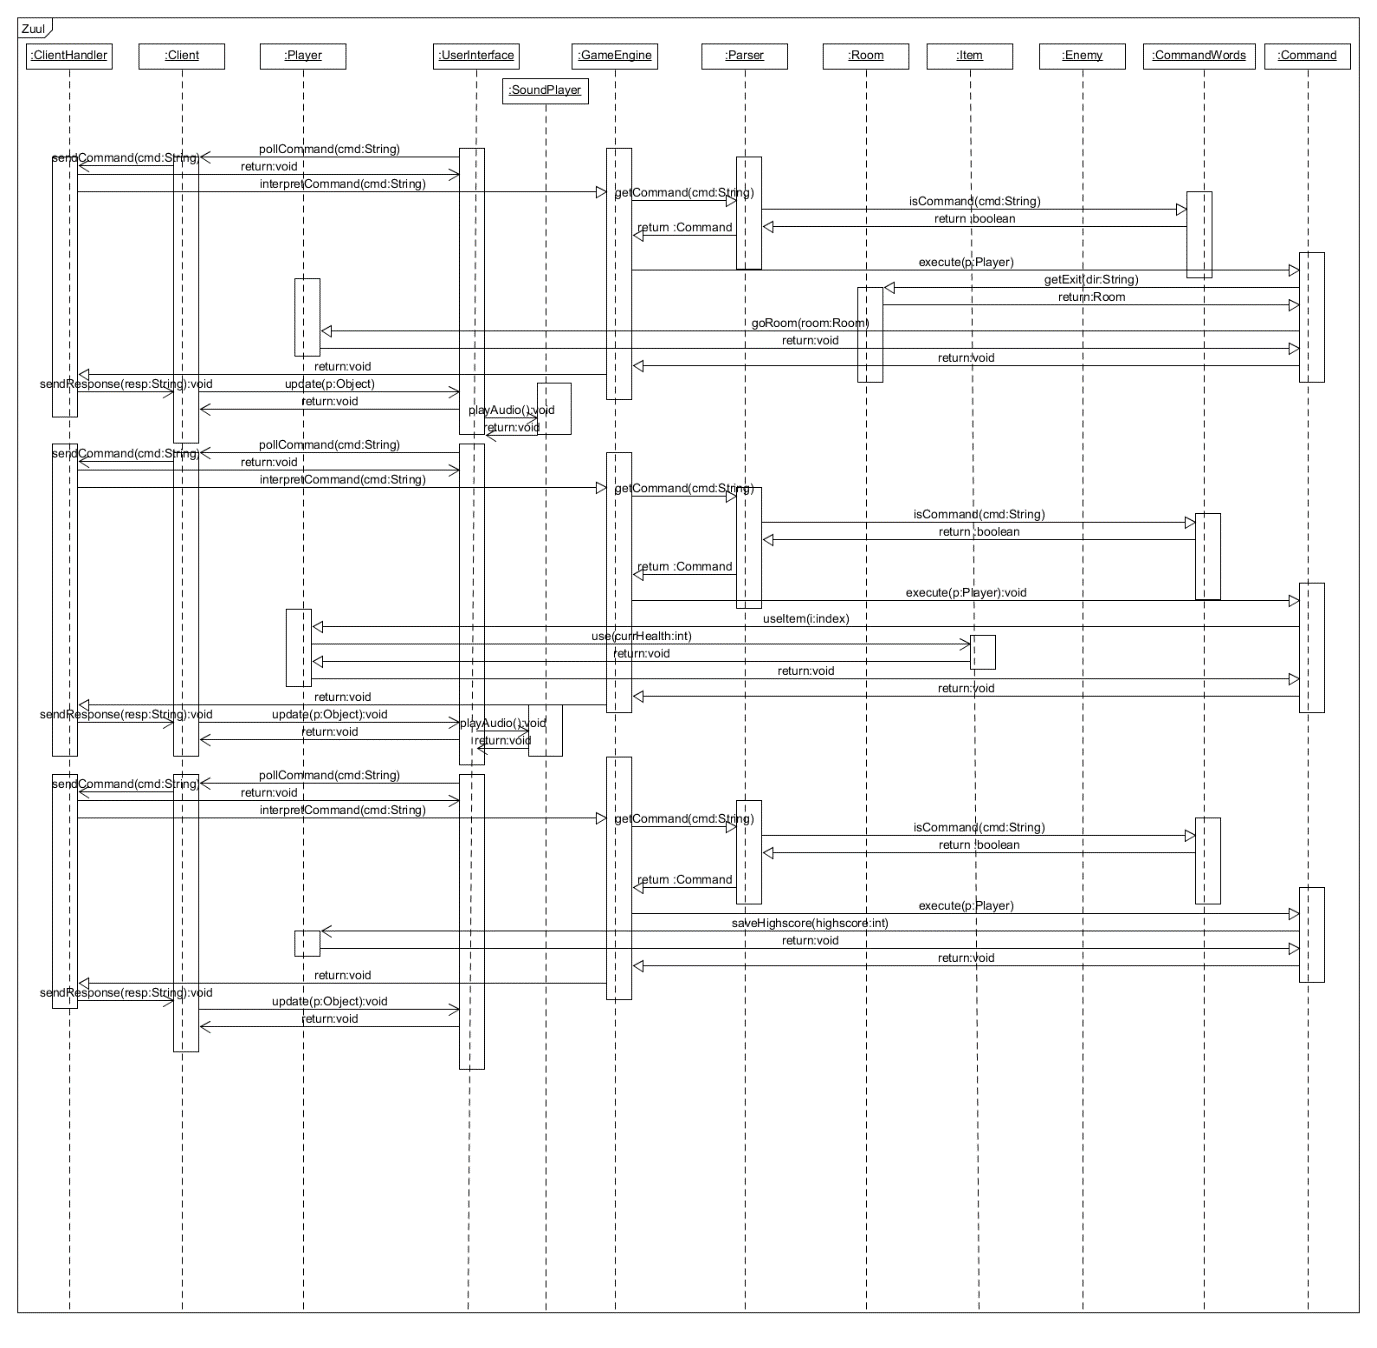 Zuul
:ClientHandler :Client :Player :UserInterface :GameEngine :Parser :Room :Item :Enemy :CommandWords :Command
:SoundPlayer
pollCommand(cmd:String)
sendCommand(cmd:String)
return:void
interpretCommand(cmd:String)
getCommand(cmd:String)
isCommand(cmd:String)
return :boolean
return :Command
execute(p:Player)
getExit(dir:String)
return:Room
goRoom(room:Room)
return:void
return:void
return:void
sendResponse(resp:String):void
update(p:Object)
return:void
playAudio():void
return:void
pollCommand(cmd:String)
sendCommand(cmd:String)
return:void
interpretCommand(cmd:String)
getCommand(cmd:String)
isCommand(cmd:String)
return :boolean
return :Command
execute(p:Player):void
useItem(i:index)
use(currHealth:int)
return:void
return:void
return:void
return:void
sendResponse(resp:String):void
update(p:Object):void
playAudio():void
return:void
return:void
pollCommand(cmd:String)
sendCommand(cmd:String)
return:void
interpretCommand(cmd:String)
getCommand(cmd:String)
isCommand(cmd:String)
return :boolean
return :Command
execute(p:Player)
saveHighscore(highscore:int)
return:void
return:void
return:void
sendResponse(resp:String):void
update(p:Object):void
return:void